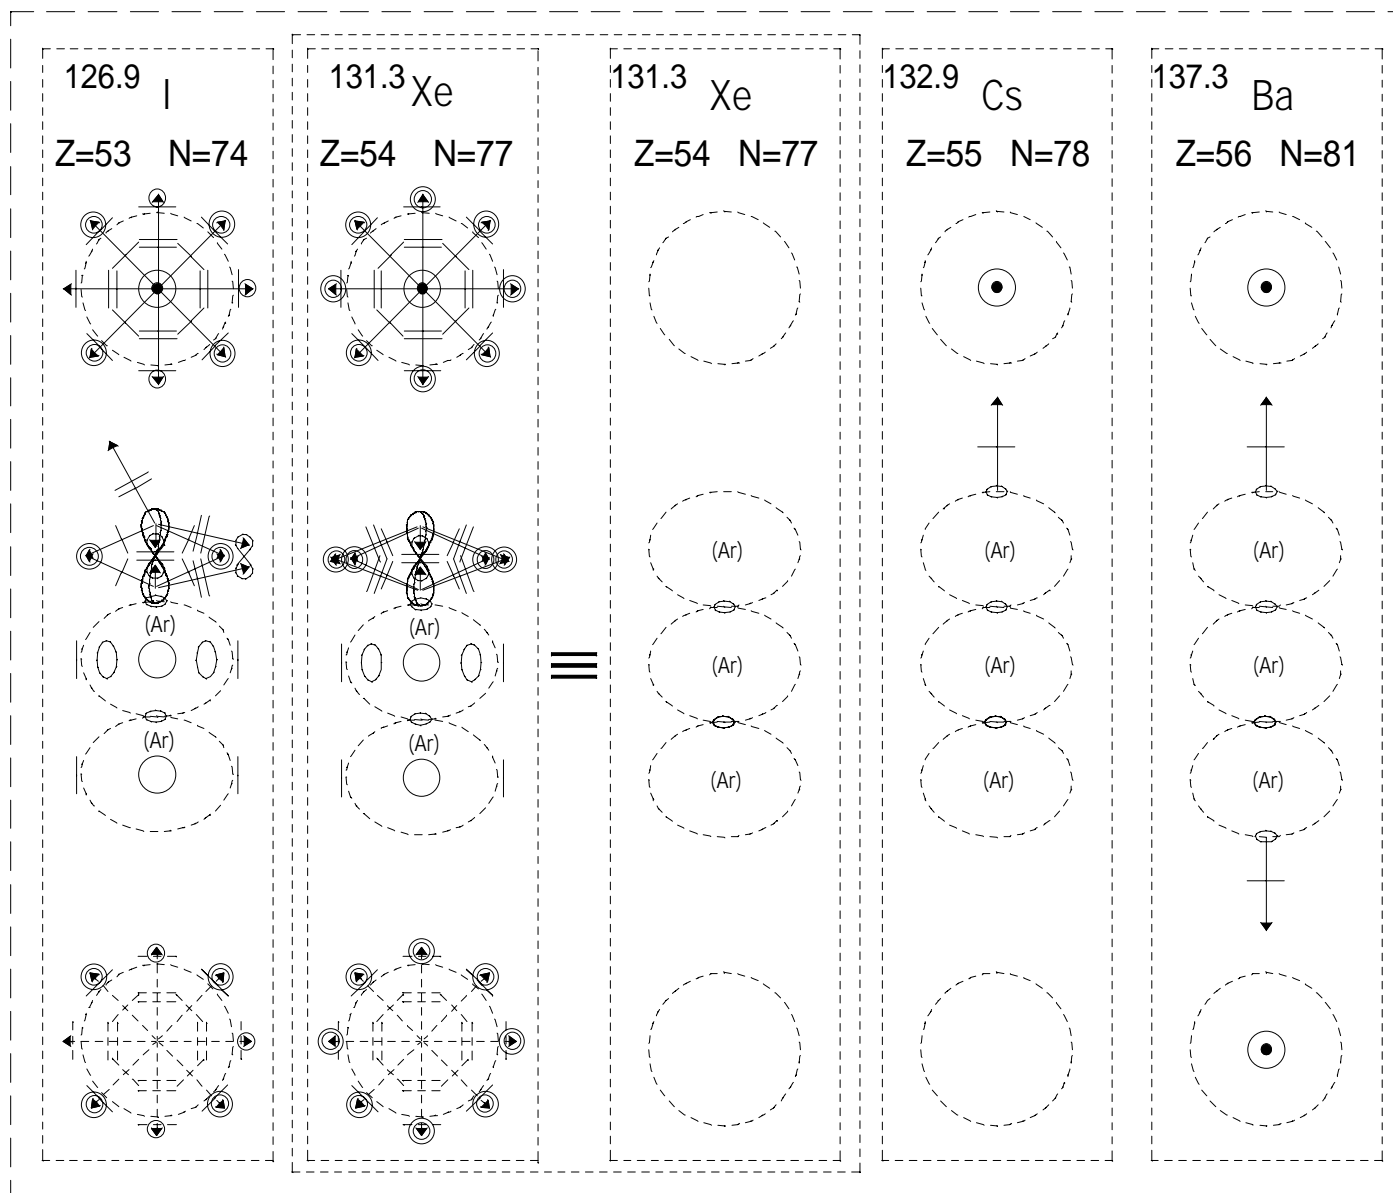 126.9 I 131.3 Xe 131.3 Xe 132.9 Cs 137.3 Ba
Z=53 N=74 Z=54 N=77 Z=54 N=77 Z=55 N=78 Z=56 N=81
(Ar) (Ar) (Ar)
(Ar) (Ar)
(Ar) (Ar) (Ar)
(Ar) (Ar)
(Ar) (Ar) (Ar)